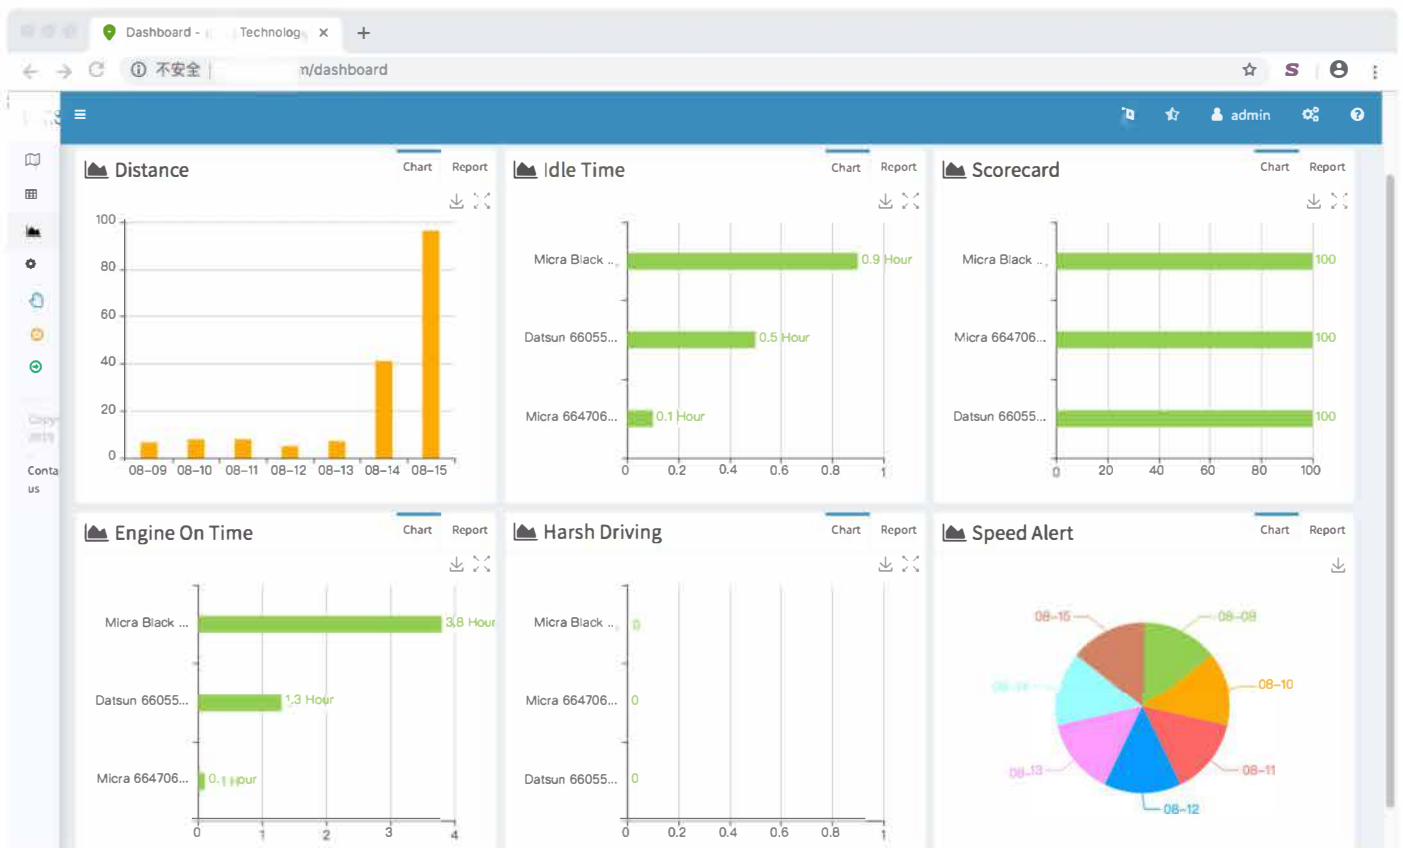 Dashboard - Technolog
不安全 m/dashboard
admin
Distance
Chart Report
100
80
60
40
20
0
08-09 08-10 08-11 08-12 08-13 08-14 08-15
Idle Time
Chart Report
Micra Black ...
0.9 Hour
Datsun 66055...
0.5 Hour
Micra 664706...
0.1 Hour
0 0.2 0.4 0.6 0.8 1
Scorecard
Chart Report
Micra Black ...
100
Micra 664706...
100
Datsun 66055...
100
0 20 40 60 80 100
Conta
us
Engine On Time
Chart Report
Micra Black ...
3.8 Hour
Datsun 66055...
1.3 Hour
Micra 664706...
0.1 Hour
0 1 2 3 4
Harsh Driving
Chart Report
Micra Black ...
0
Micra 664706...
0
Datsun 66055...
0
0 0.2 0.4 0.6 0.8 1
Speed Alert
Chart Report
08-15
08-10
08-13
08-11
08-12